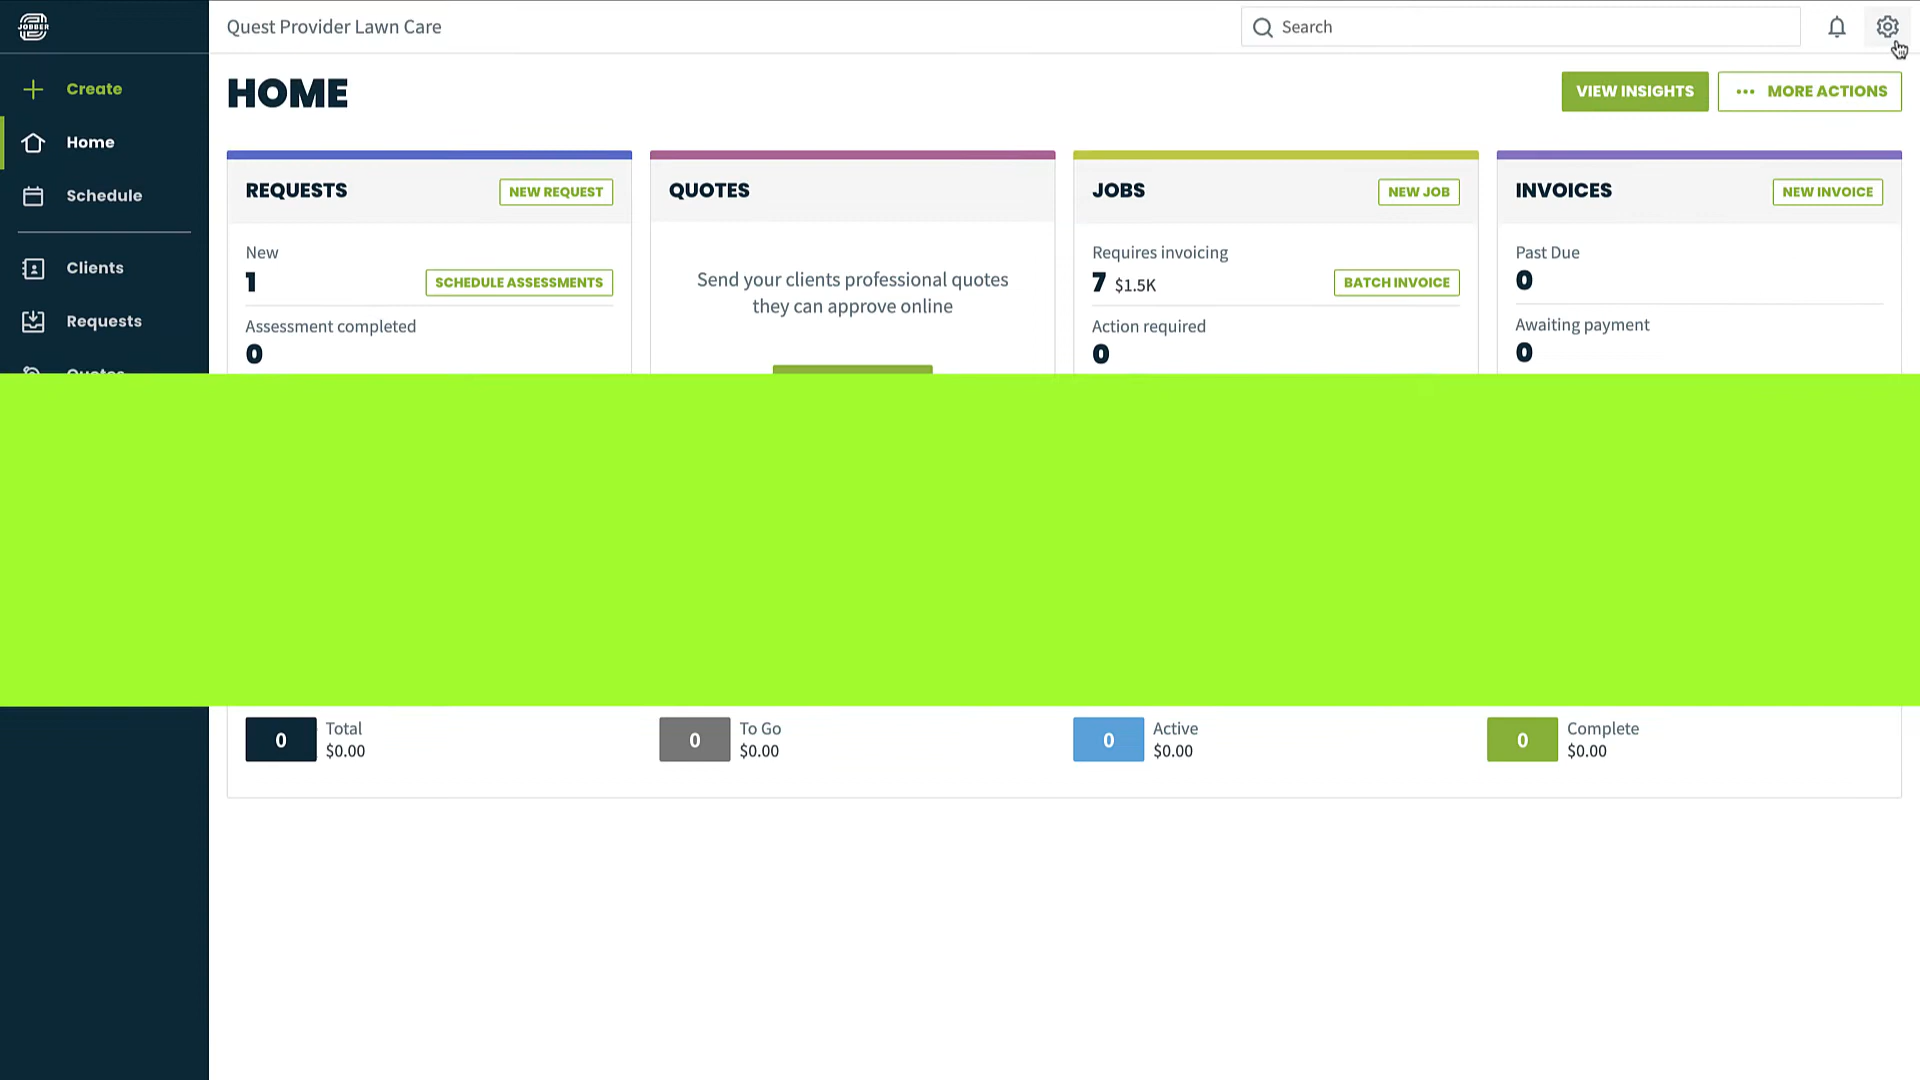 JOBBER
Quest Provider Lawn Care
Search
Create
Home
Schedule
Clients
Requests
HOME
VIEW INSIGHTS
MORE ACTIONS
REQUESTS
NEW REQUEST
New
1
SCHEDULE ASSESSMENTS
Assessment completed
0
QUOTES
Send your clients professional quotes
they can approve online
JOBS
NEW JOB
Requires invoicing
7 $1.5K
BATCH INVOICE
Action required
0
INVOICES
NEW INVOICE
Past Due
0
Awaiting payment
0
0
Total
$0.00
0
To Go
$0.00
0
Active
$0.00
0
Complete
$0.00